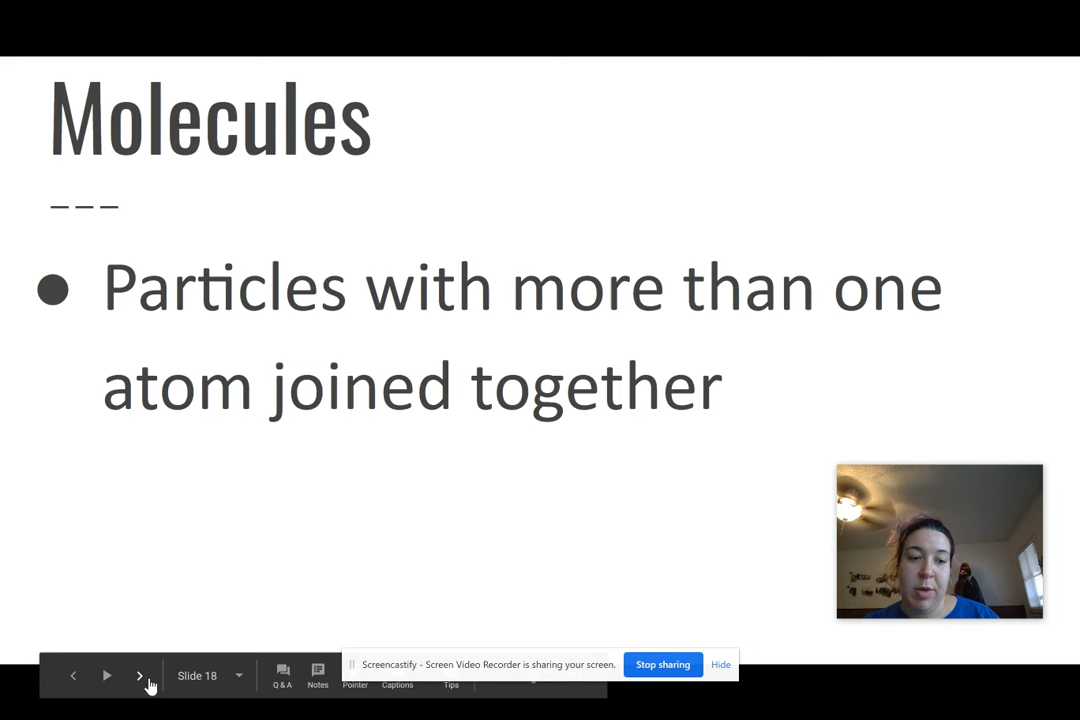 Molecules
● Particles with more than one
atom joined together
Screencastify - Screen Video Recorder is sharing your screen. Stop sharing Hide
Slide 18 Q & A Notes Pointer Captions Tips